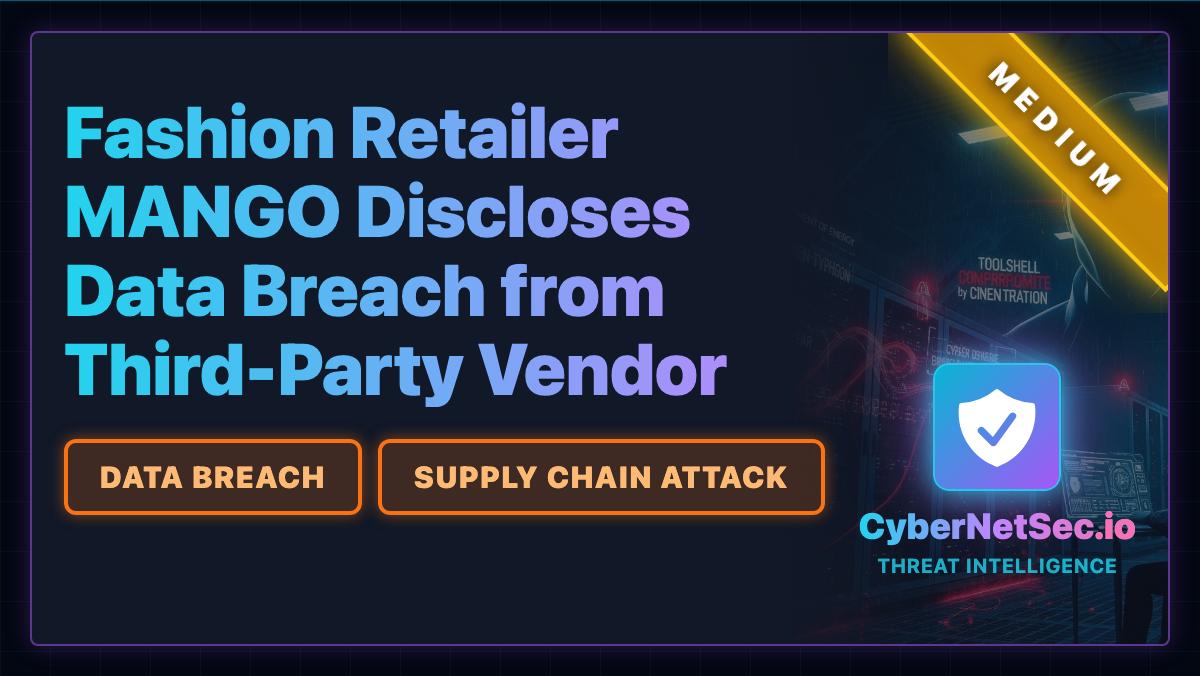 Fashion Retailer
MANGO Discloses
Data Breach from
Third-Party Vendor
DATA BREACH
SUPPLY CHAIN ATTACK
MEDIUM
TOOLSHELL
COMPRROMITE
by CINENTRATION
CyberNetSec.io
THREAT INTELLIGENCE